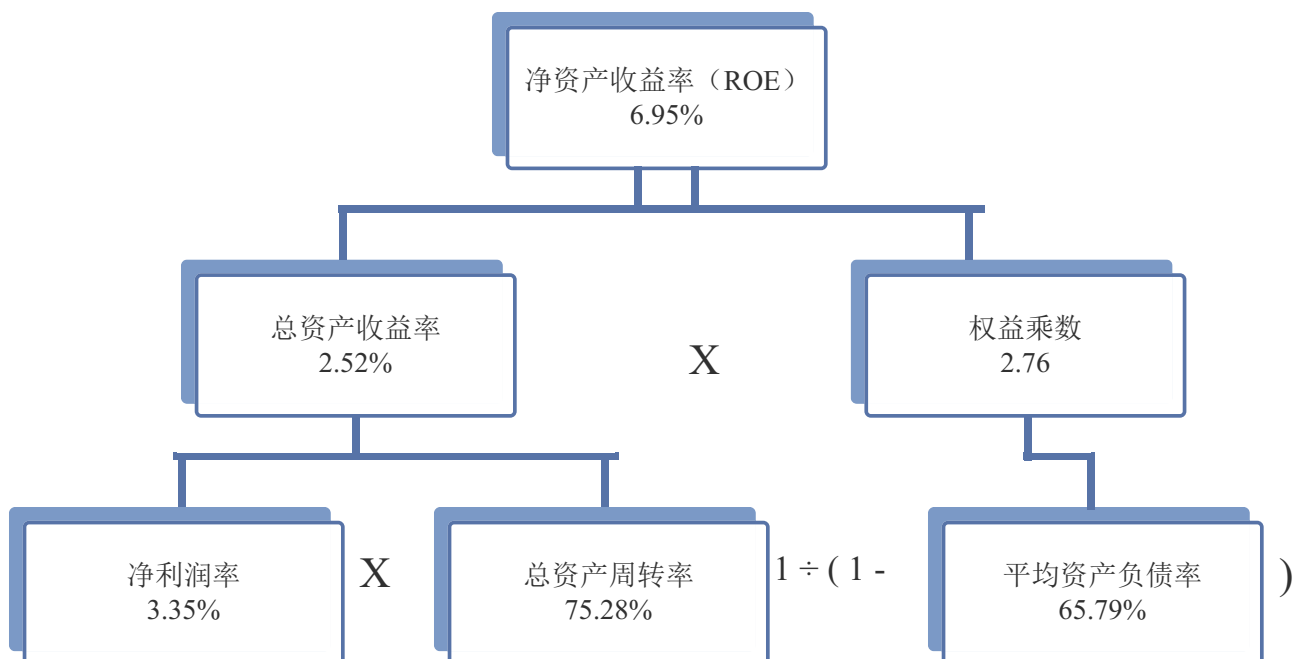 净资产收益率（ROE）
6.95%
总资产收益率
2.52%
X
权益乘数
2.76
净利润率
3.35%
X
总资产周转率
75.28%
1 ÷ ( 1 -
平均资产负债率
65.79%
)